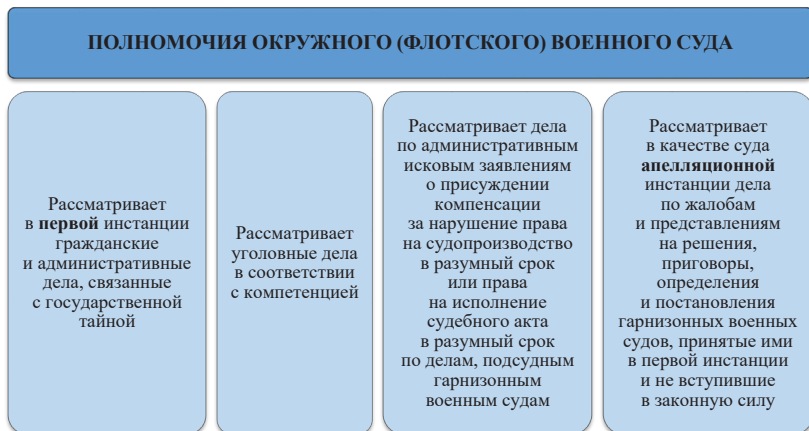 ПОЛНОМОЧИЯ ОКРУЖНОГО (ФЛОТСКОГО) ВОЕННОГО СУДА
Рассматривает
в первой инстанции
гражданские
и административные
дела, связанные
с государственной
тайной
Рассматривает
уголовные дела
в соответствии
с компетенцией
Рассматривает дела
по административным
исковым заявлениям
о присуждении
компенсации
за нарушение права
на судопроизводство
в разумный срок
или права
на исполнение
судебного акта
в разумный срок
по делам, подсудным
гарнизонным
военным судам
Рассматривает
в качестве суда
апелляционной
инстанции дела
по жалобам
и представлениям
на решения,
приговоры,
определения
и постановления
гарнизонных военных
судов, принятые ими
в первой инстанции
и не вступившие
в законную силу